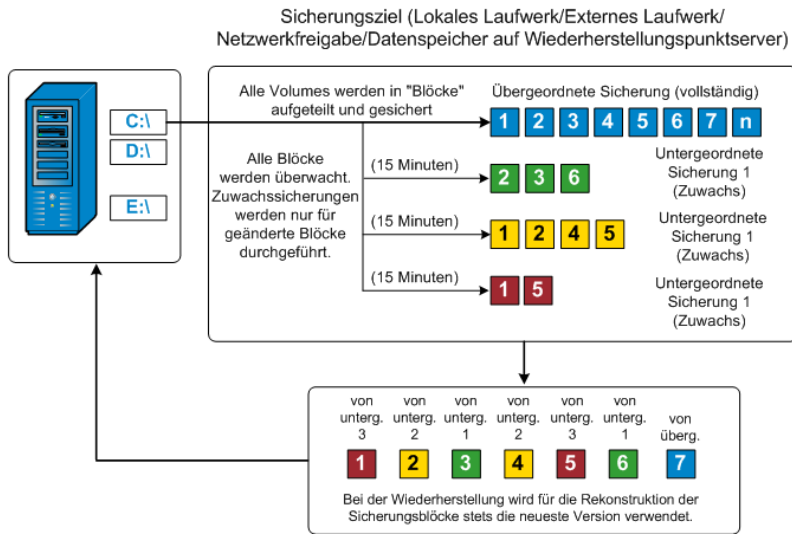 Sicherungsziel (Lokales Laufwerk/Externes Laufwerk/
Netzwerkfreigabe/Datenspeicher auf Wiederherstellungspunktserver)
C:\
D:\
E:\
Alle Volumes werden in "Blöcke"
aufgeteilt und gesichert
Übergeordnete Sicherung (vollständig)
1 2 3 4 5 6 7 n
Alle Blöcke
werden überwacht.
Zuwachssicherungen
werden nur für
geänderte Blöcke
durchgeführt.
(15 Minuten)
2 3 6
Untergeordnete
Sicherung 1
(Zuwachs)
(15 Minuten)
1 2 4 5
Untergeordnete
Sicherung 1
(Zuwachs)
(15 Minuten)
1 5
Untergeordnete
Sicherung 1
(Zuwachs)
von
unterg.
3
von
unterg.
2
von
unterg.
1
von
unterg.
2
von
unterg.
3
von
unterg.
1
von
überg.
1 2 3 4 5 6 7
Bei der Wiederherstellung wird für die Rekonstruktion der
Sicherungsblöcke stets die neueste Version verwendet.